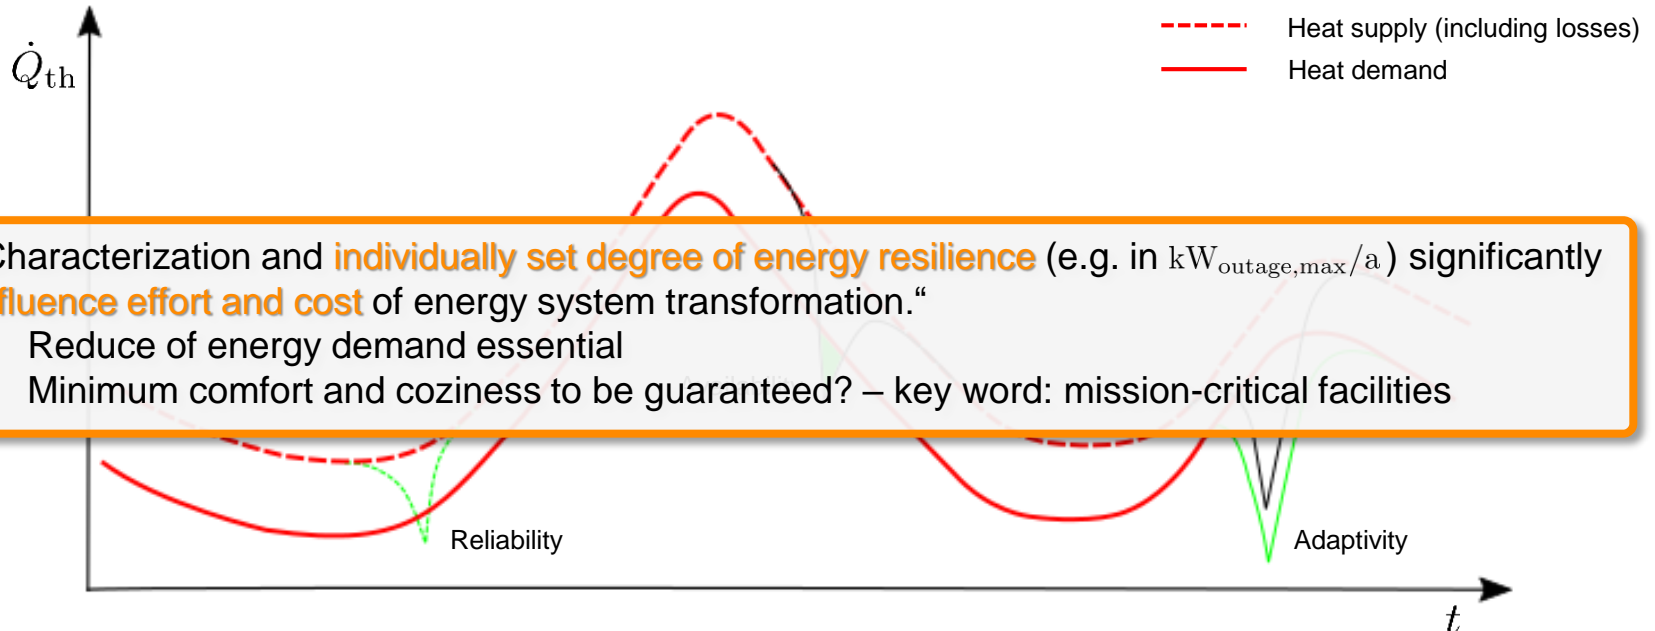 Q̇th
Heat supply (including losses)
Heat demand
Characterization and individually set degree of energy resilience (e.g. in kWoutage,max/a) significantly
fluence effort and cost of energy system transformation.“
Reduce of energy demand essential
Minimum comfort and coziness to be guaranteed? – key word: mission-critical facilities
Reliability
Adaptivity
t